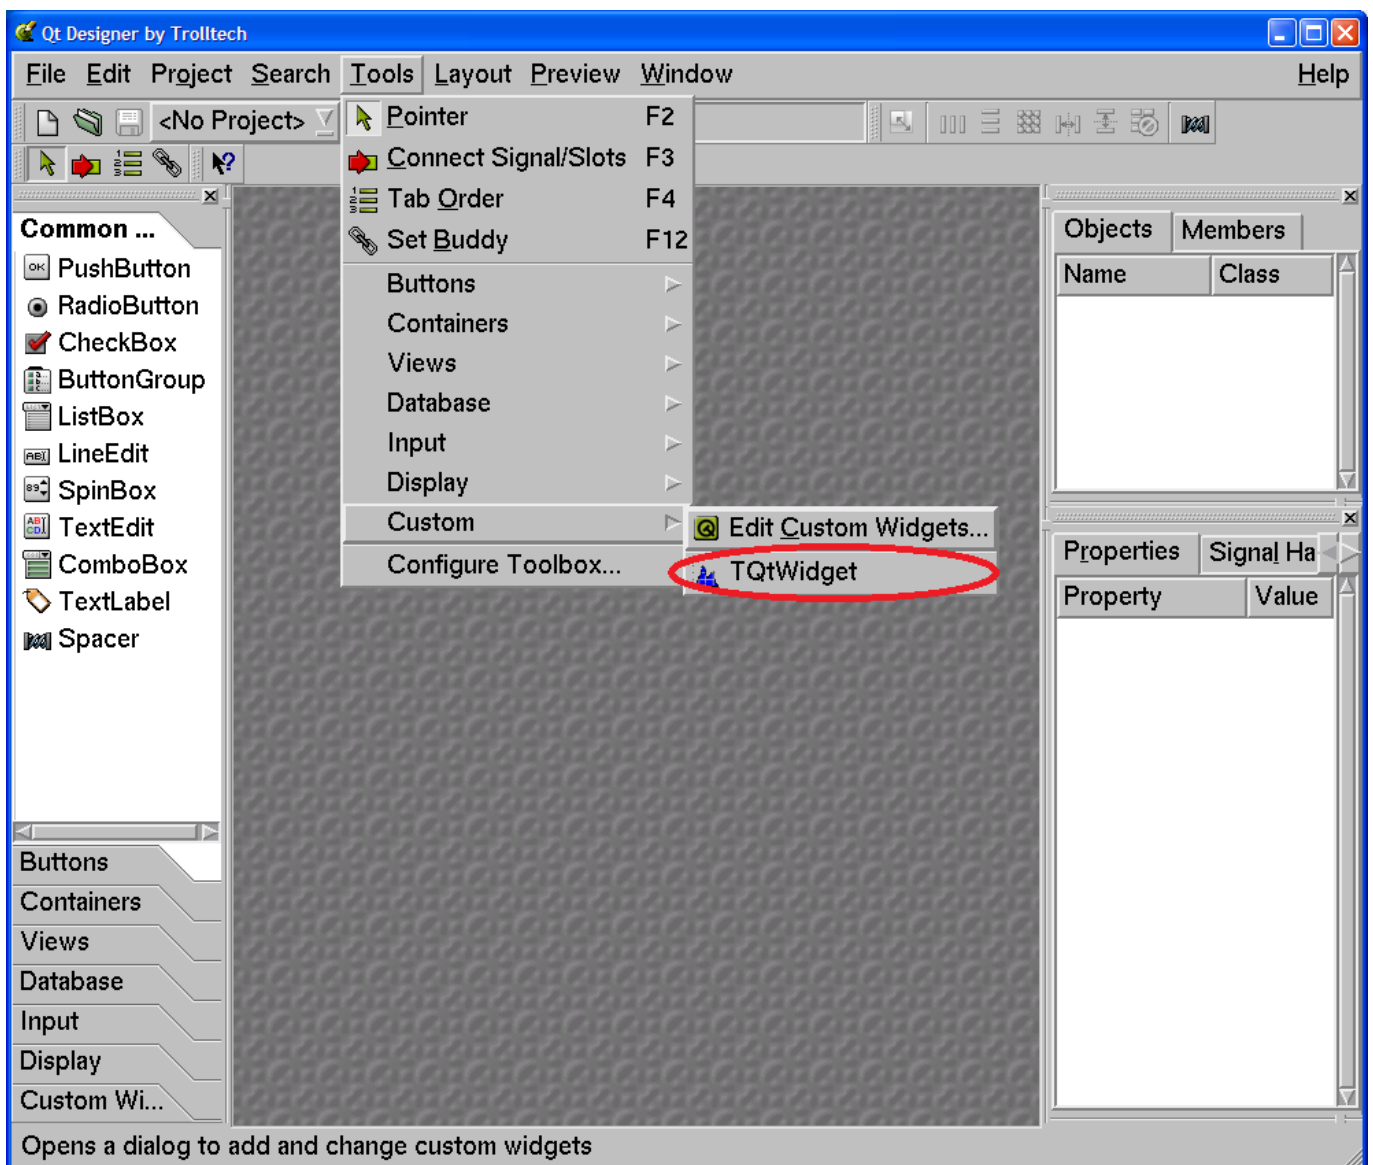 Qt Designer by Trolltech
File Edit Project Search Tools Layout Preview Window Help
<No Project>
Pointer F2
Connect Signal/Slots F3
Tab Order F4
Set Buddy F12
Buttons
Containers
Views
Database
Input
Display
Custom
Configure Toolbox...
Edit Custom Widgets...
TQtWidget
Common ...
PushButton
RadioButton
CheckBox
ButtonGroup
ListBox
LineEdit
SpinBox
TextEdit
ComboBox
TextLabel
Spacer
Buttons
Containers
Views
Database
Input
Display
Custom Wi...
Objects Members
Name Class
Properties Signal Ha
Property Value
Opens a dialog to add and change custom widgets